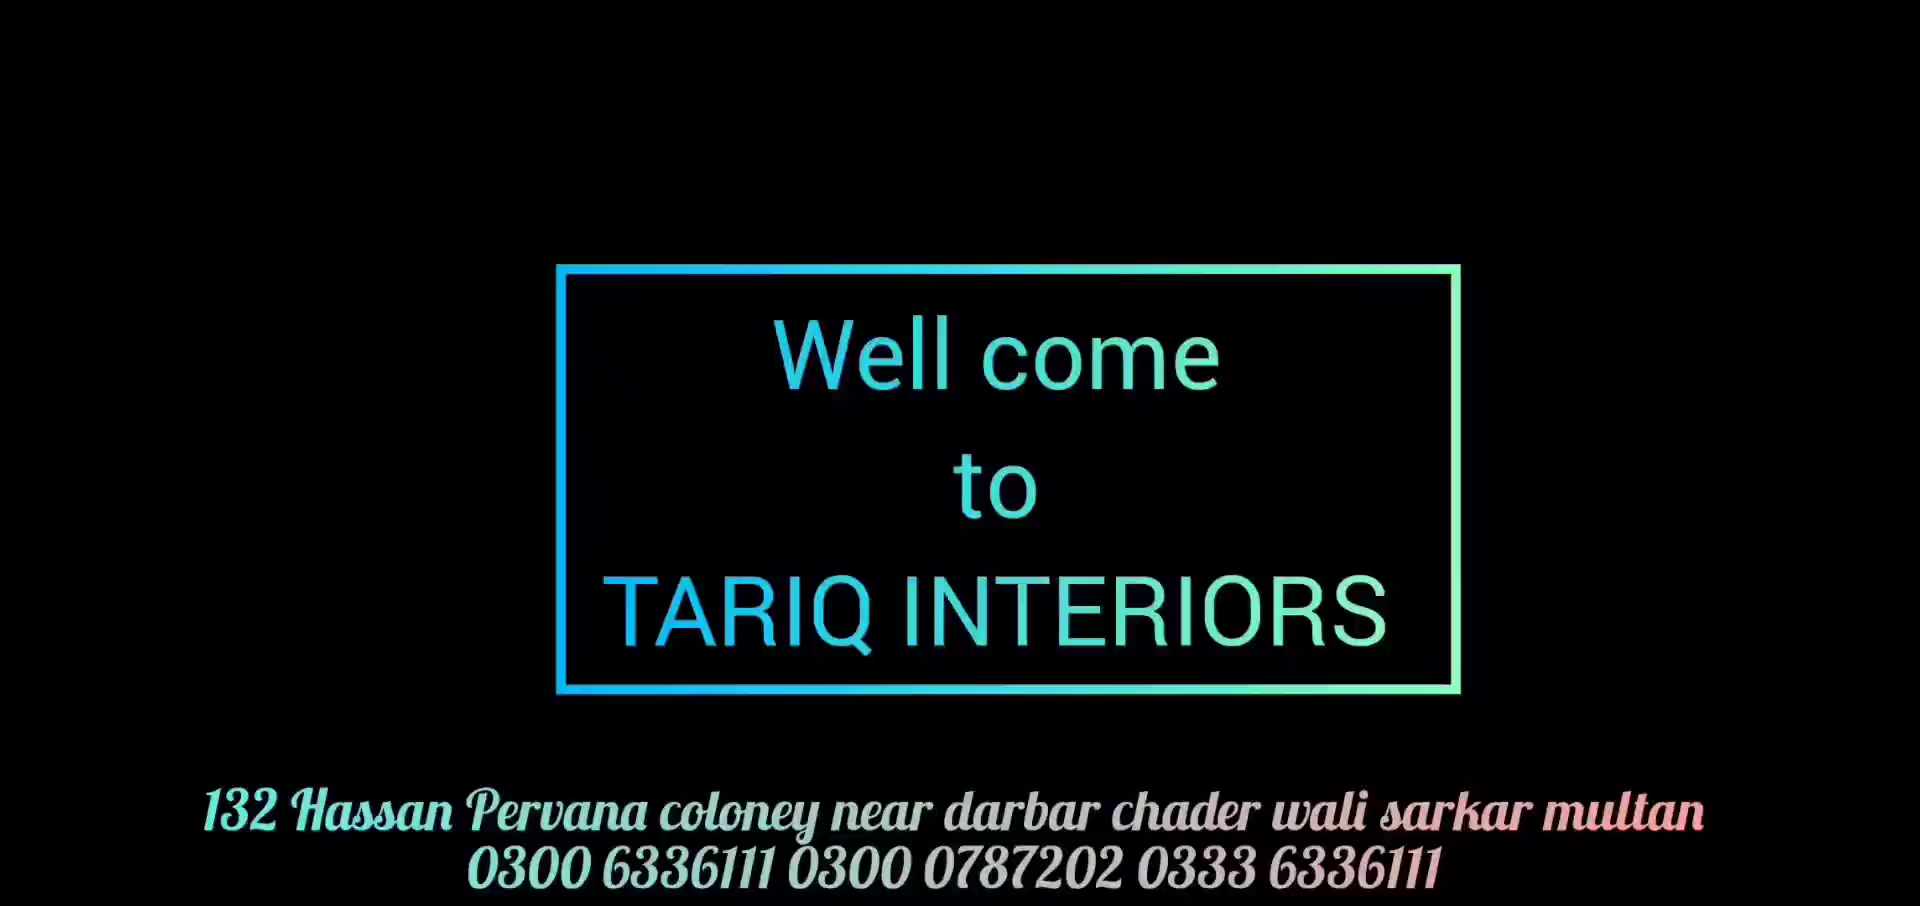 Well come
to
TARIQ INTERIORS
132 Hassan Pervana coloney near darbar chader wali sarkar multan
0300 6336111 0300 0787202 0333 6336111